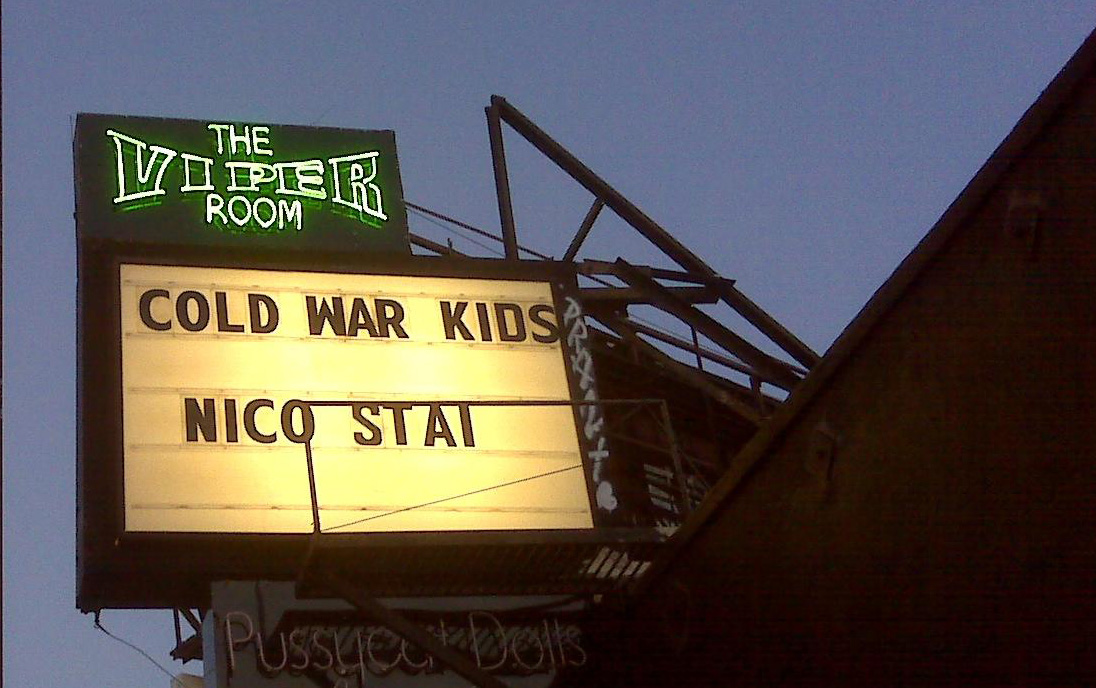 THE
VIPER
ROOM
COLD WAR KIDS
NICO STAI
Pussycat Dolls